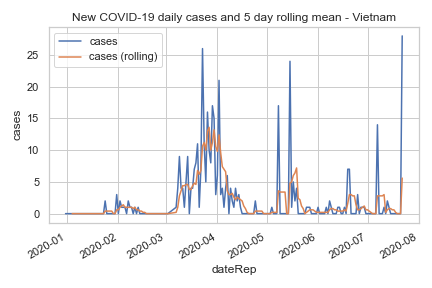 New COVID-19 daily cases and 5 day rolling mean - Vietnam
cases
cases (rolling)
25
20
15
10
5
0
cases
2020-01
2020-02
2020-03
2020-04
2020-05
2020-06
2020-07
2020-08
dateRep